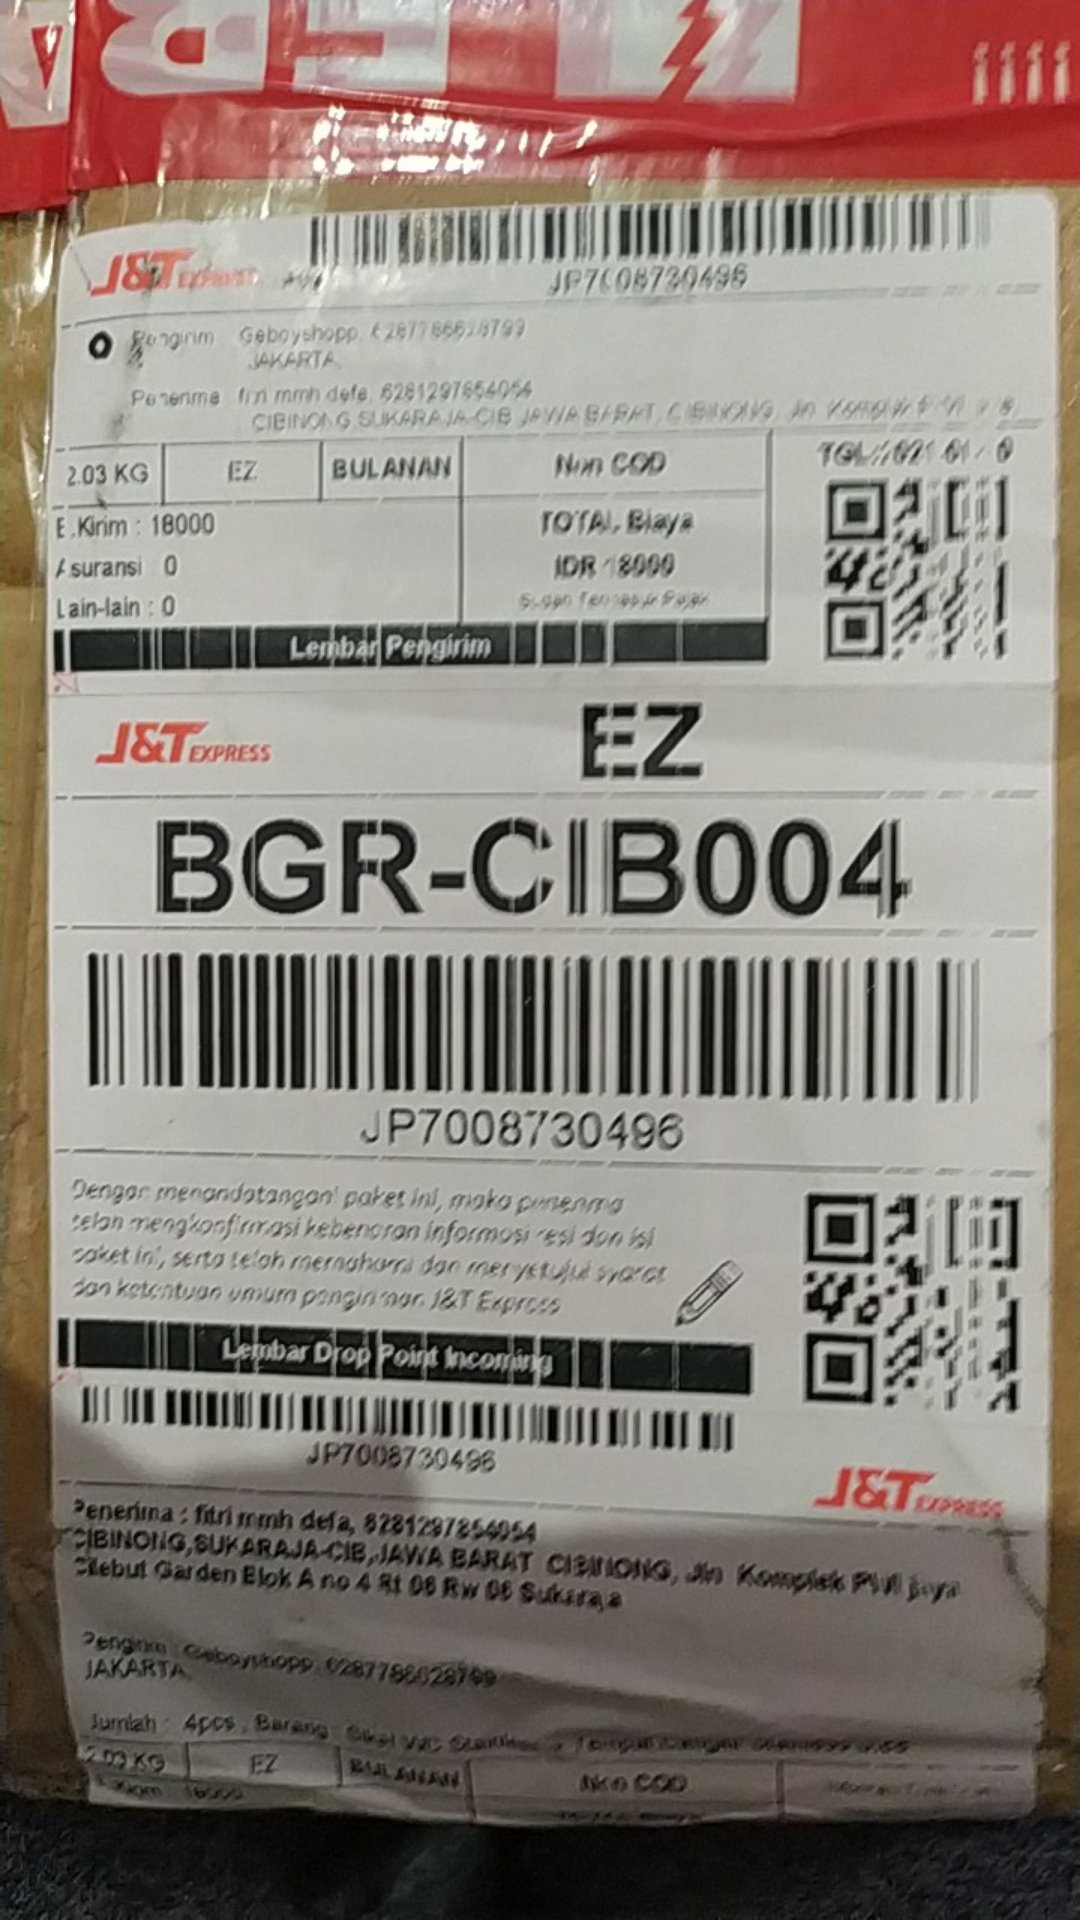 J&T EXPRESS
JP7008730496
Pengirim Geboyshopp, 6287786628799
JAKARTA,
Penerima fitri mmh defa, 6281297854054
CIBINONG,SUKARAJA-CIB,JAWA BARAT, CIBINONG, Jln Komplek
2.03 KG EZ BULANAN Non COD
B.Kirim : 18000 TOTAL Biaya
Asuransi 0 IDR 18000
Lain-lain : 0 Sudah Termasuk Pajak
Lembar Pengirim
J&T EXPRESS EZ
BGR-CIB004
JP7008730496
Dengan menandatangani paket ini, maka penerima
telah mengkonfirmasi kebenaran informasi resi dan isi
paket ini, serta telah memahami dan menyetujui syarat
dan ketentuan umum pengiriman J&T Express
Lembar Drop Point Incoming
JP7008730496
J&T EXPRESS
Penerima : fitri mmh defa, 6281297854054
CIBINONG,SUKARAJA-CIB,JAWA BARAT CIBINONG, Jln Komplek
Cilebut Garden Blok A no 4 Rt 06 Rw 06 Sukaraja
Pengirim : Geboyshopp, 6287786628799
JAKARTA,
Jumlah : 4pcs , Barang
2.03 KG EZ BULANAN Non COD